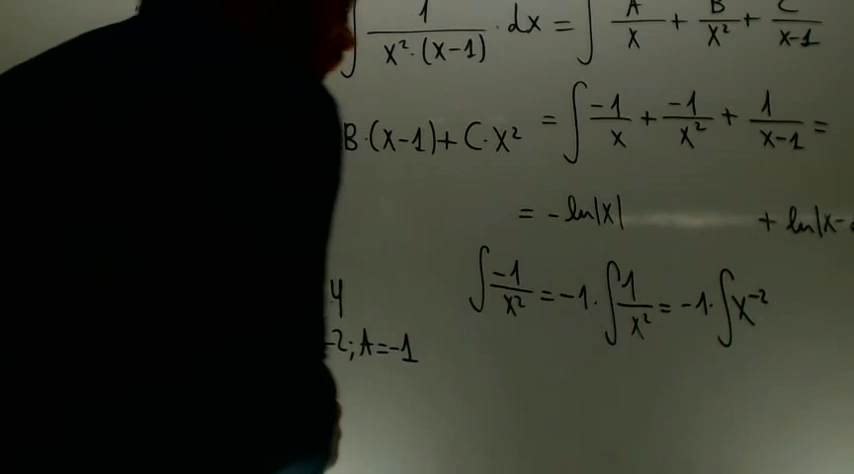 ∫ 1/(x²·(x-1)) · dx = ∫ A/x + B/x² + C/(x-1)
B·(x-1) + C·x² = ∫ -1/x + -1/x² + 1/(x-1) =
= -ln|x| + ln|x-
∫ -1/x² = -1·∫ 1/x² = -1·∫ x⁻²
4
-2; A=-1